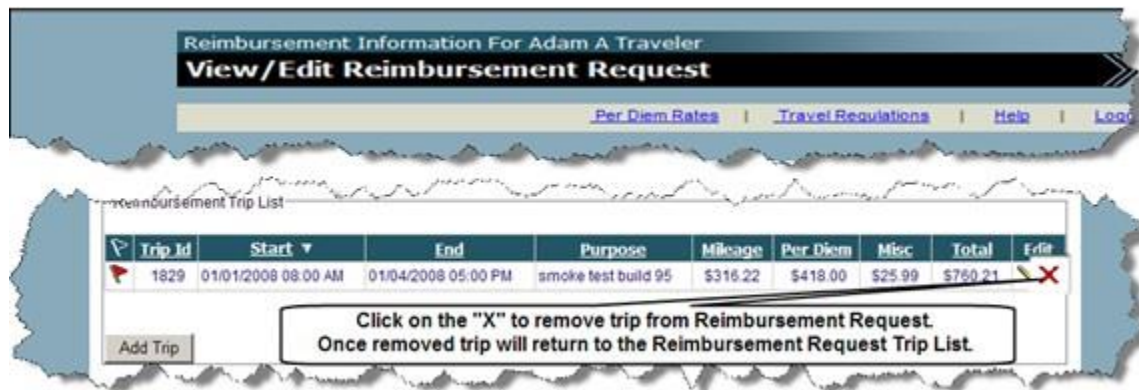 Reimbursement Information For Adam A Traveler
View/Edit Reimbursement Request
Per Diem Rates | Travel Regulations | Help |
Trip List
Trip Id Start ▼ End Purpose Mileage Per Diem Misc Total Edit
1829 01/01/2008 08:00 AM 01/04/2008 05:00 PM smoke test build 95 $316.22 $418.00 $25.99 $760.21
Click on the "X" to remove trip from Reimbursement Request.
Once removed trip will return to the Reimbursement Request Trip List.
Add Trip